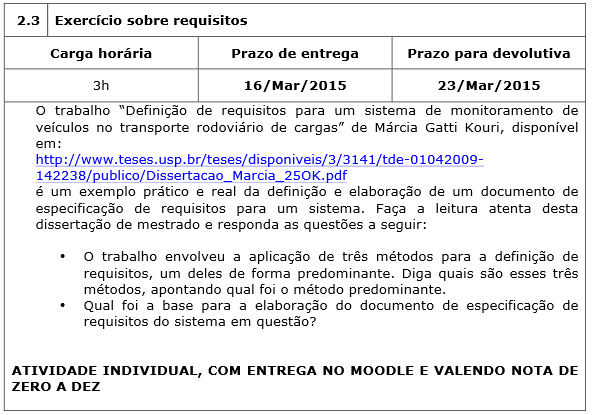 2.3 Exercício sobre requisitos
Carga horária Prazo de entrega Prazo para devolutiva
3h 16/Mar/2015 23/Mar/2015
O trabalho “Definição de requisitos para um sistema de monitoramento de
veículos no transporte rodoviário de cargas” de Márcia Gatti Kouri, disponível
em:
http://www.teses.usp.br/teses/disponiveis/3/3141/tde-01042009-
142238/publico/Dissertacao_Marcia_25OK.pdf
é um exemplo prático e real da definição e elaboração de um documento de
especificação de requisitos para um sistema. Faça a leitura atenta desta
dissertação de mestrado e responda as questões a seguir:
• O trabalho envolveu a aplicação de três métodos para a definição de
requisitos, um deles de forma predominante. Diga quais são esses três
métodos, apontando qual foi o método predominante.
• Qual foi a base para a elaboração do documento de especificação de
requisitos do sistema em questão?
ATIVIDADE INDIVIDUAL, COM ENTREGA NO MOODLE E VALENDO NOTA DE
ZERO A DEZ